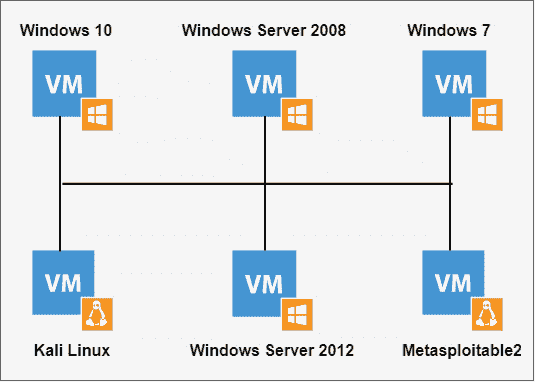 Windows 10
Windows Server 2008
Windows 7
VM
VM
VM
VM
VM
VM
Kali Linux
Windows Server 2012
Metasploitable2